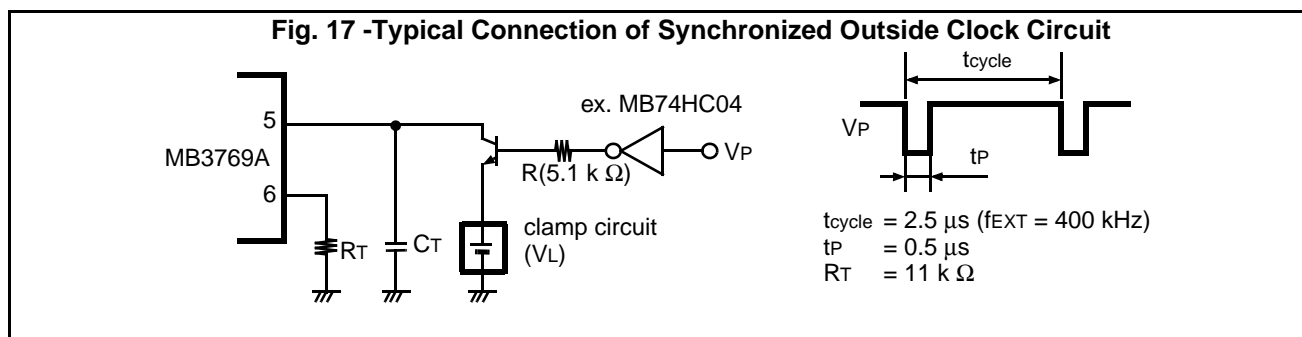 Fig. 17 -Typical Connection of Synchronized Outside Clock Circuit
tcycle
ex. MB74HC04
5
VP
VP
MB3769A
R(5.1 k Ω)
tP
6
RT
CT
clamp circuit
(VL)
tcycle = 2.5 μs (fEXT = 400 kHz)
tP = 0.5 μs
RT = 11 k Ω